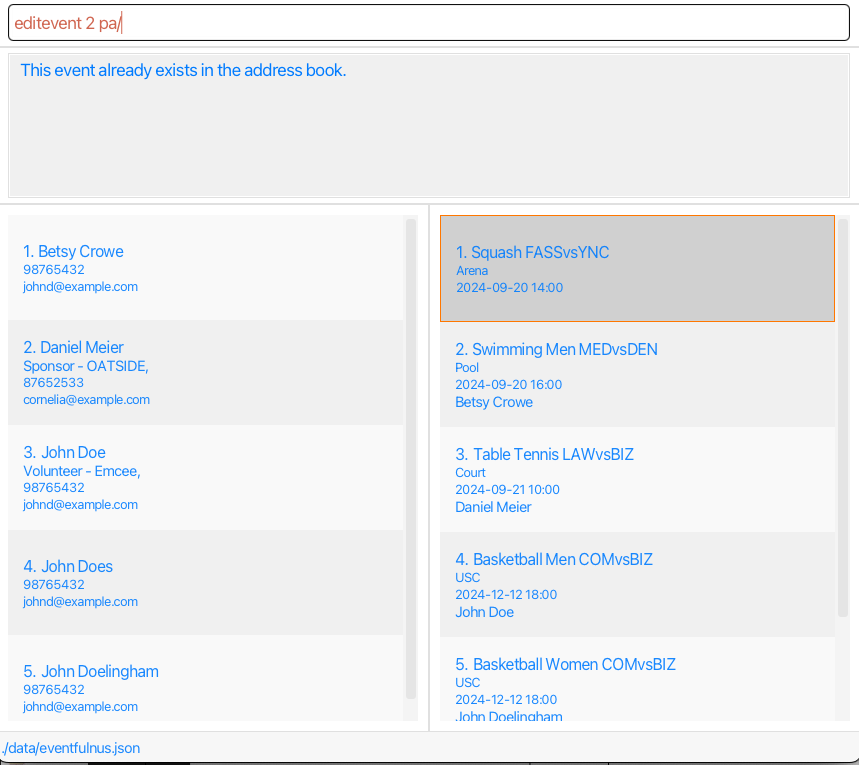 editevent 2 pa/
This event already exists in the address book.
1. Betsy Crowe
98765432
johnd@example.com
2. Daniel Meier
Sponsor - OATSIDE,
87652533
cornelia@example.com
3. John Doe
Volunteer - Emcee,
98765432
johnd@example.com
4. John Does
98765432
johnd@example.com
5. John Doelingham
98765432
johnd@example.com
1. Squash FASSvsYNC
Arena
2024-09-20 14:00
2. Swimming Men MEDvsDEN
Pool
2024-09-20 16:00
Betsy Crowe
3. Table Tennis LAWvsBIZ
Court
2024-09-21 10:00
Daniel Meier
4. Basketball Men COMvsBIZ
USC
2024-12-12 18:00
John Doe
5. Basketball Women COMvsBIZ
USC
2024-12-12 18:00
John Doelingham
./data/eventfulnus.json